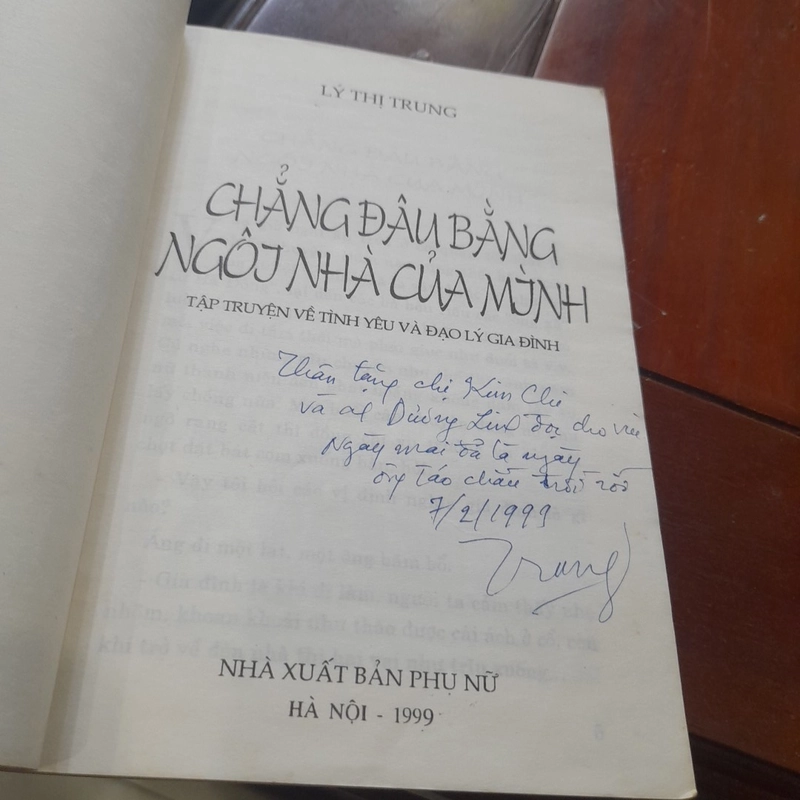 LÝ THỊ TRUNG
CHẲNG ĐÂU BẰNG
NGÔI NHÀ CỦA MÌNH
TẬP TRUYỆN VỀ TÌNH YÊU VÀ ĐẠO LÝ GIA ĐÌNH
Thân tặng chị Kim Chi
và Dương Linh đọc cho vui
Ngày mai đã là ngày
ông Táo chầu trời rồi
7/2/1999
Trung
NHÀ XUẤT BẢN PHỤ NỮ
HÀ NỘI - 1999